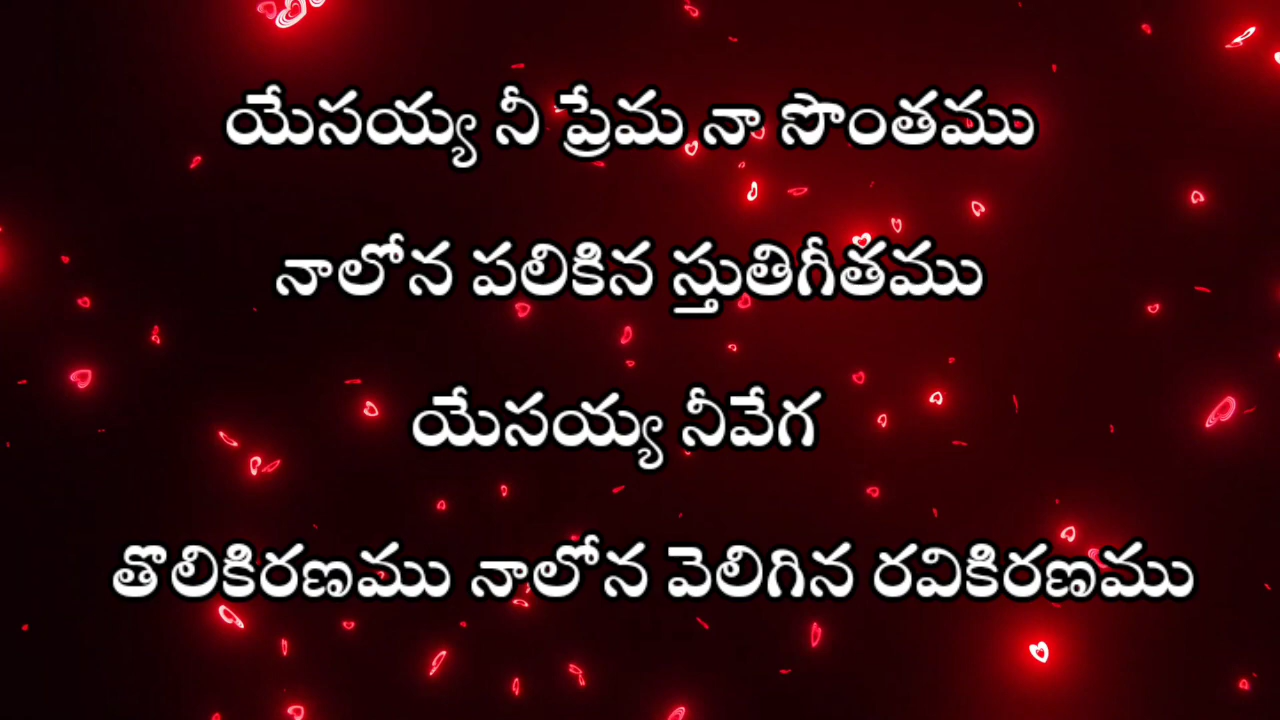 యేసయ్య నీ ప్రేమ నా సొంతము
నాలోన పలికిన స్తుతిగీతము
యేసయ్య నీవేగ
తొలికిరణము నాలోన వెలిగిన రవికిరణము